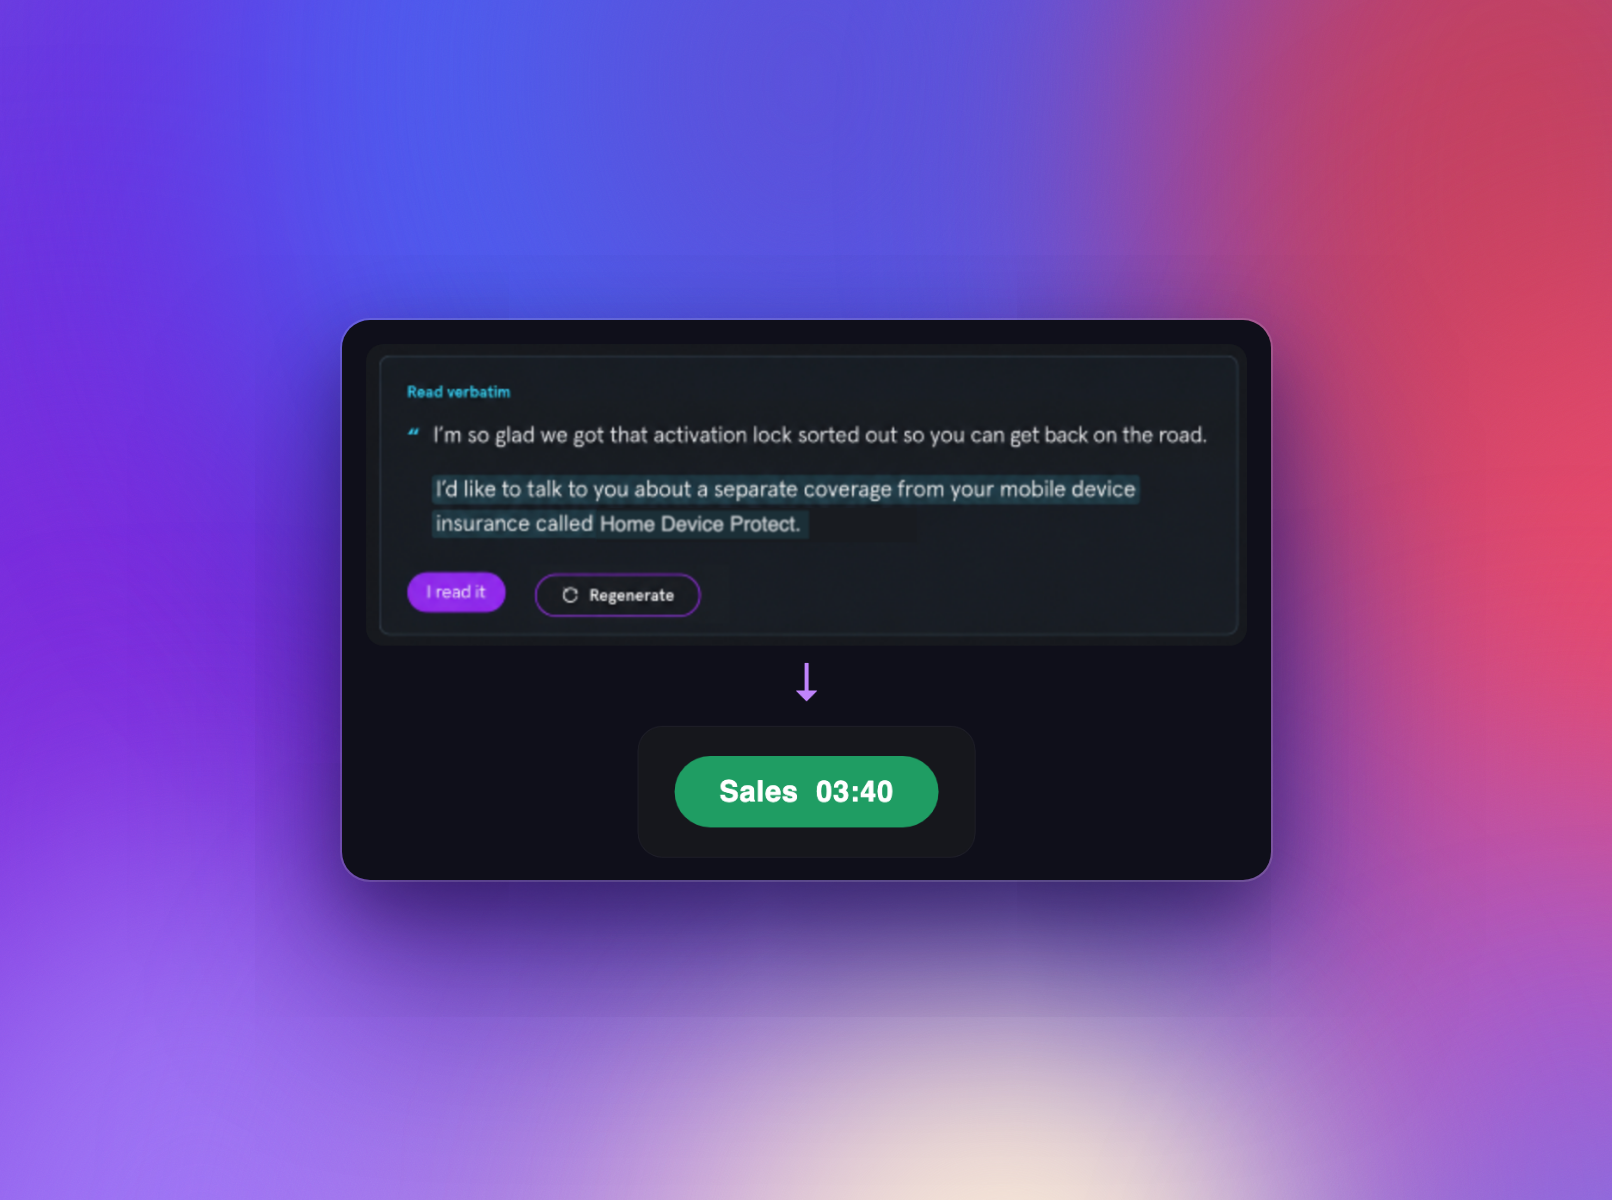 Read verbatim
“ I’m so glad we got that activation lock sorted out so you can get back on the road.
I’d like to talk to you about a separate coverage from your mobile device
insurance called Home Device Protect.
I read it
Regenerate
Sales 03:40